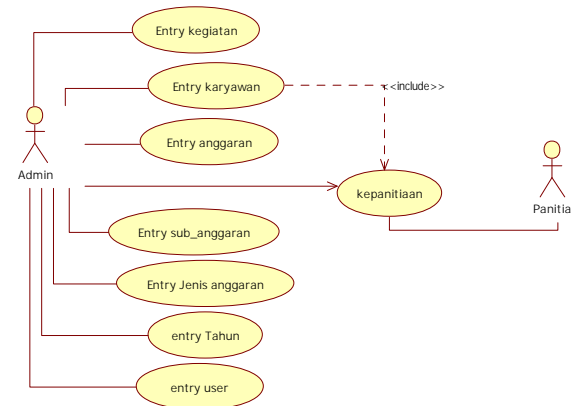 Entry kegiatan
Entry karyawan
<<include>>
Entry anggaran
Admin
kepanitiaan
Panitia
Entry sub_anggaran
Entry Jenis anggaran
entry Tahun
entry user